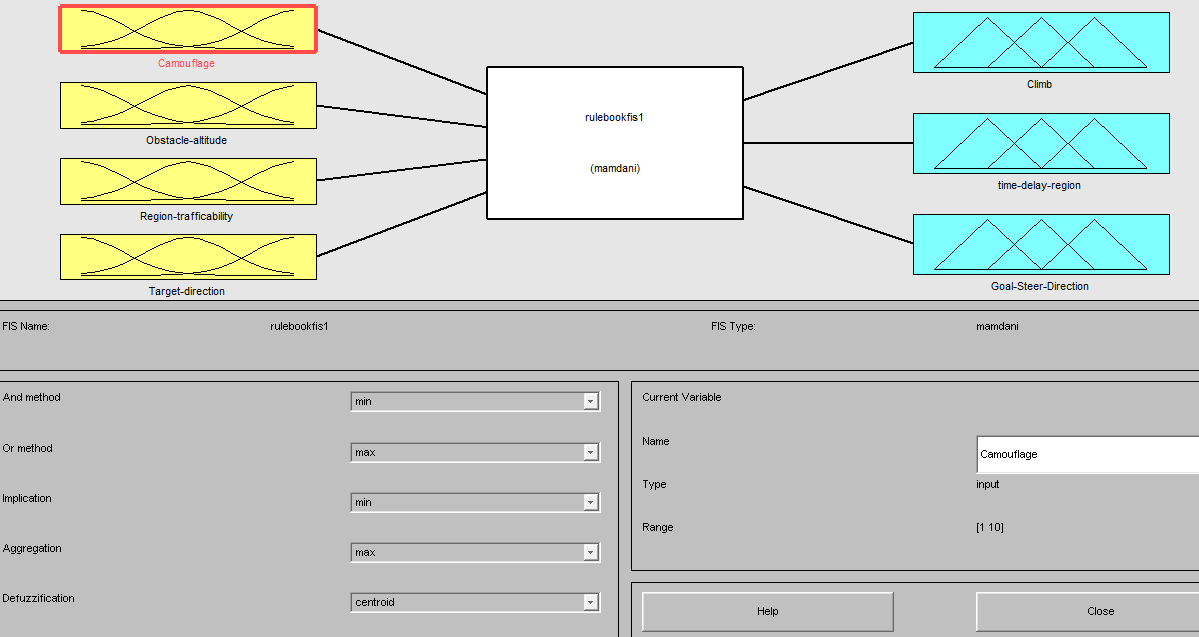 Camouflage
Obstacle-altitude
Region-trafficability
Target-direction
rulebookfis1
(mamdani)
Climb
time-delay-region
Goal-Steer-Direction
FIS Name: rulebookfis1 FIS Type: mamdani
And method min
Or method max
Implication min
Aggregation max
Defuzzification centroid
Current Variable
Name Camouflage
Type input
Range [1 10]
Help Close